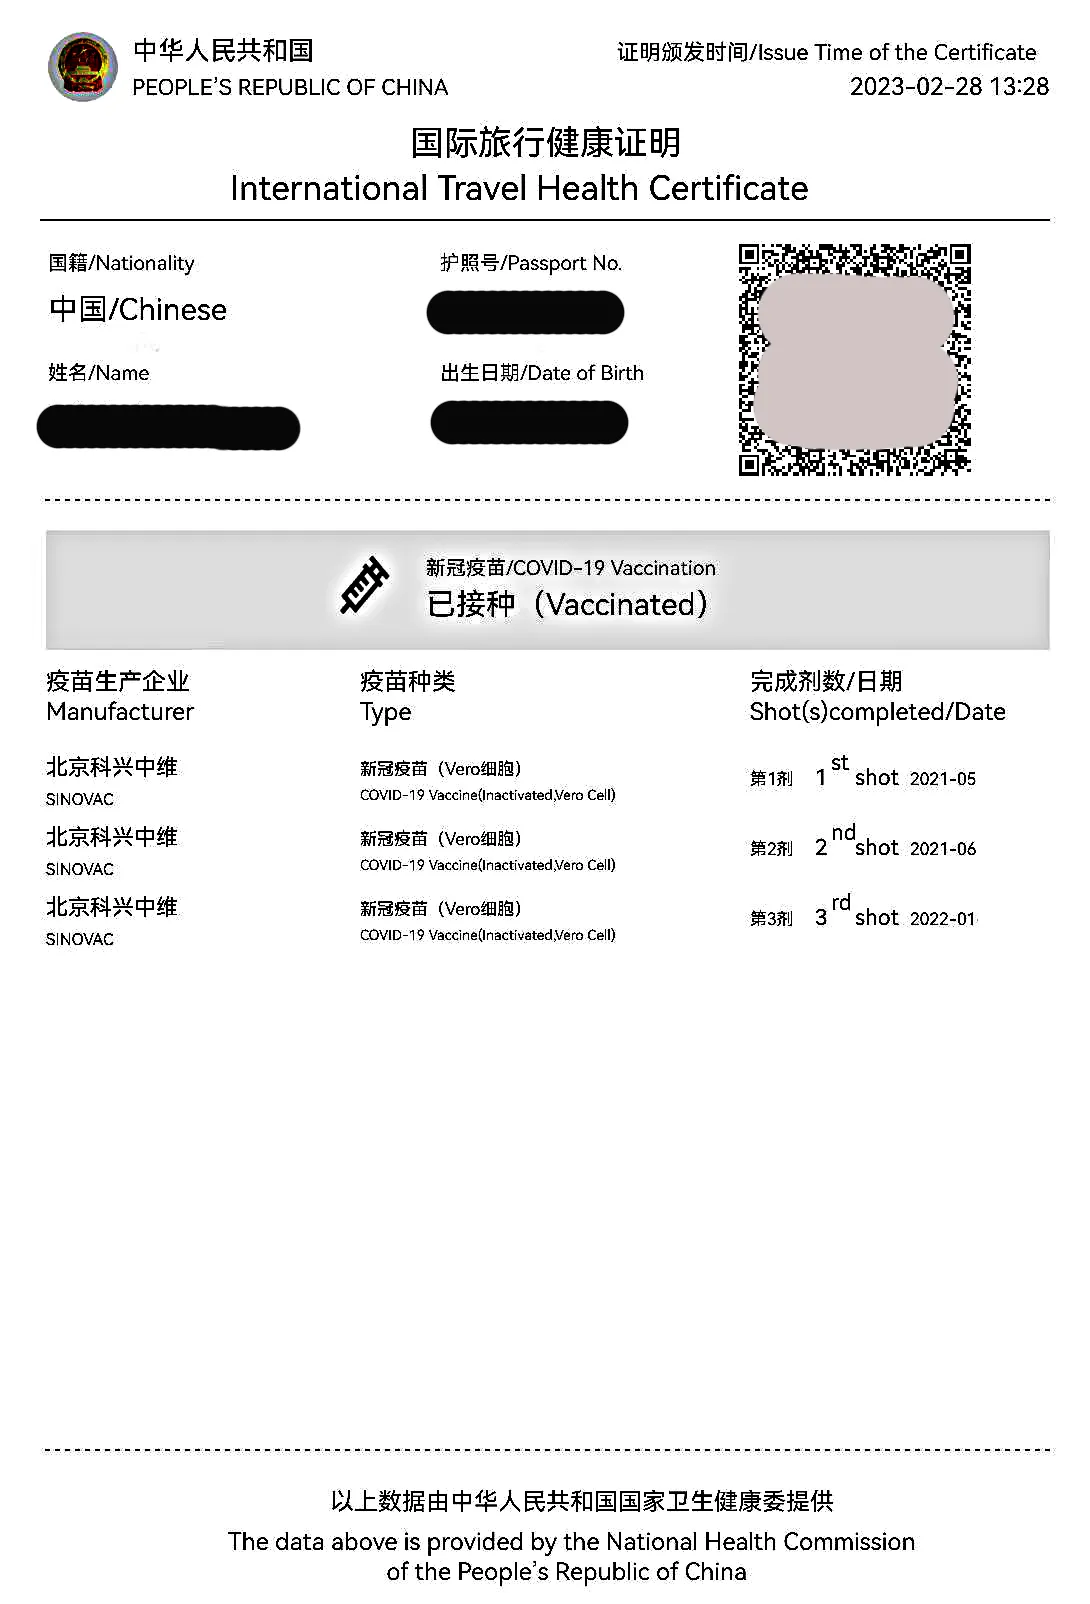 中华人民共和国
PEOPLE’S REPUBLIC OF CHINA
证明颁发时间/Issue Time of the Certificate
2023-02-28 13:28
国际旅行健康证明
International Travel Health Certificate
国籍/Nationality
中国/Chinese
护照号/Passport No.
姓名/Name
出生日期/Date of Birth
新冠疫苗/COVID-19 Vaccination
已接种（Vaccinated）
疫苗生产企业 疫苗种类 完成剂数/日期
Manufacturer Type Shot(s)completed/Date
北京科兴中维 新冠疫苗（Vero细胞） 第1剂 1st shot 2021-05
SINOVAC COVID-19 Vaccine(Inactivated,Vero Cell)
北京科兴中维 新冠疫苗（Vero细胞） 第2剂 2nd shot 2021-06
SINOVAC COVID-19 Vaccine(Inactivated,Vero Cell)
北京科兴中维 新冠疫苗（Vero细胞） 第3剂 3rd shot 2022-01
SINOVAC COVID-19 Vaccine(Inactivated,Vero Cell)
以上数据由中华人民共和国国家卫生健康委提供
The data above is provided by the National Health Commission
of the People’s Republic of China